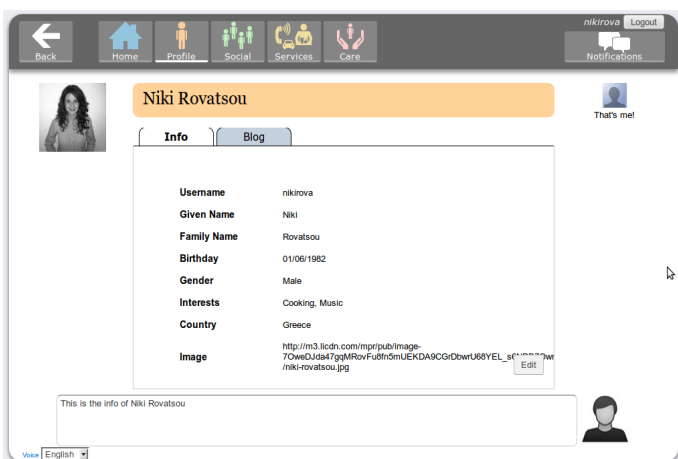 nikirova Logout
Back Home Profile Social Services Care Notifications
Niki Rovatsou
That's me!
Info Blog
Username nikirova
Given Name Niki
Family Name Rovatsou
Birthday 01/06/1982
Gender Male
Interests Cooking, Music
Country Greece
http://m3.licdn.com/mpr/pub/image-
Image
/niki-rovatsou.jpg
Edit
This is the info of Niki Rovatsou
Voice English